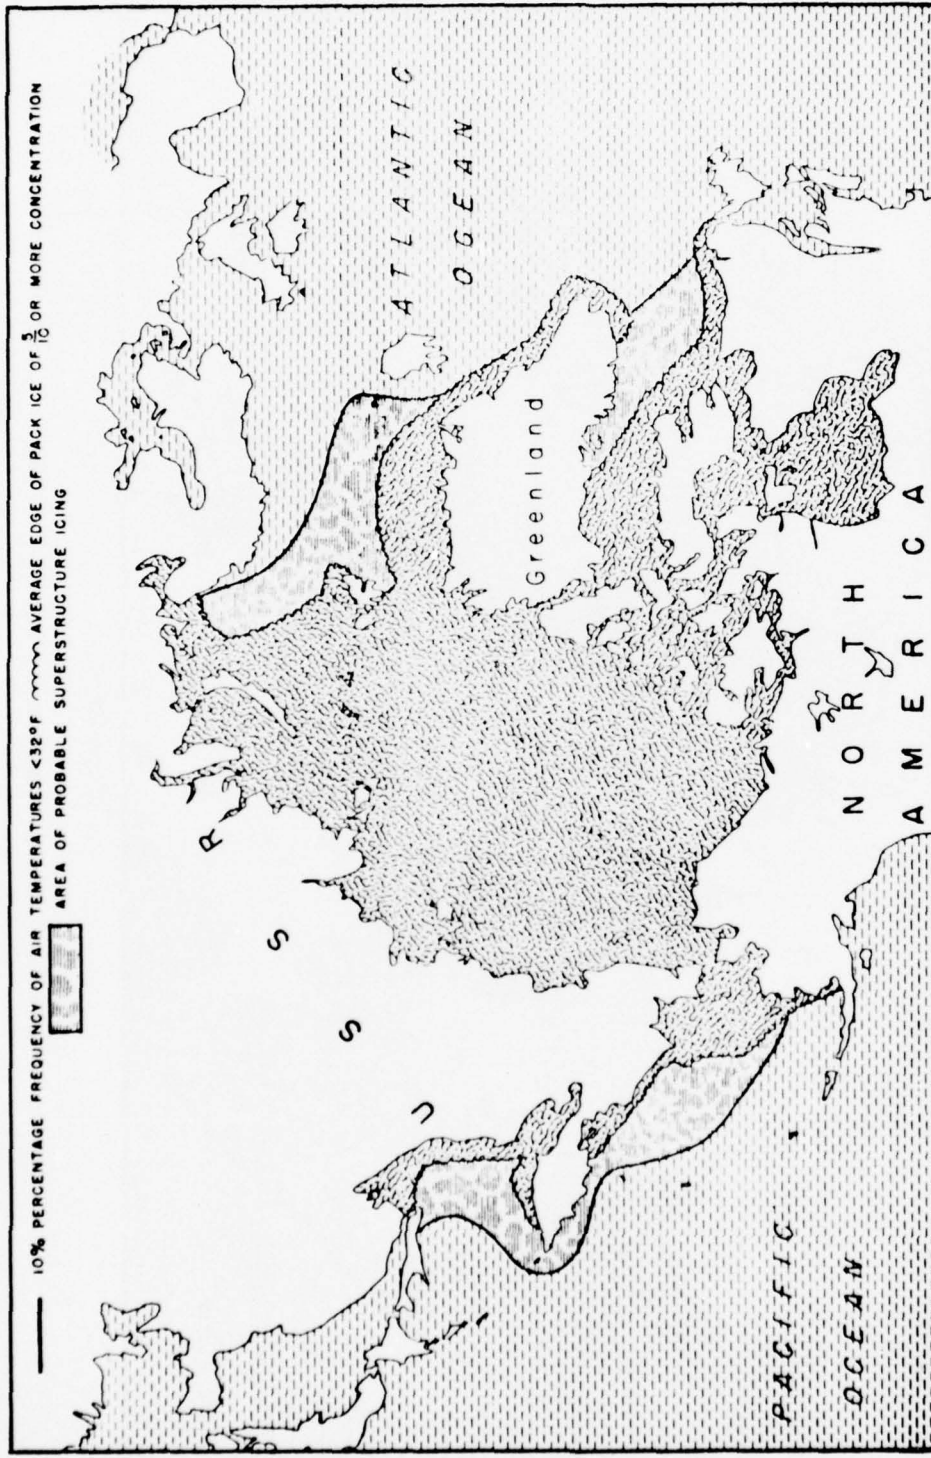 10% PERCENTAGE FREQUENCY OF AIR TEMPERATURES <32°F AVERAGE EDGE OF PACK ICE OF 5/10 OR MORE CONCENTRATION
AREA OF PROBABLE SUPERSTRUCTURE ICING
ATLANTIC
OCEAN
Greenland
U S S R
NORTH
AMERICA
PACIFIC
OCEAN